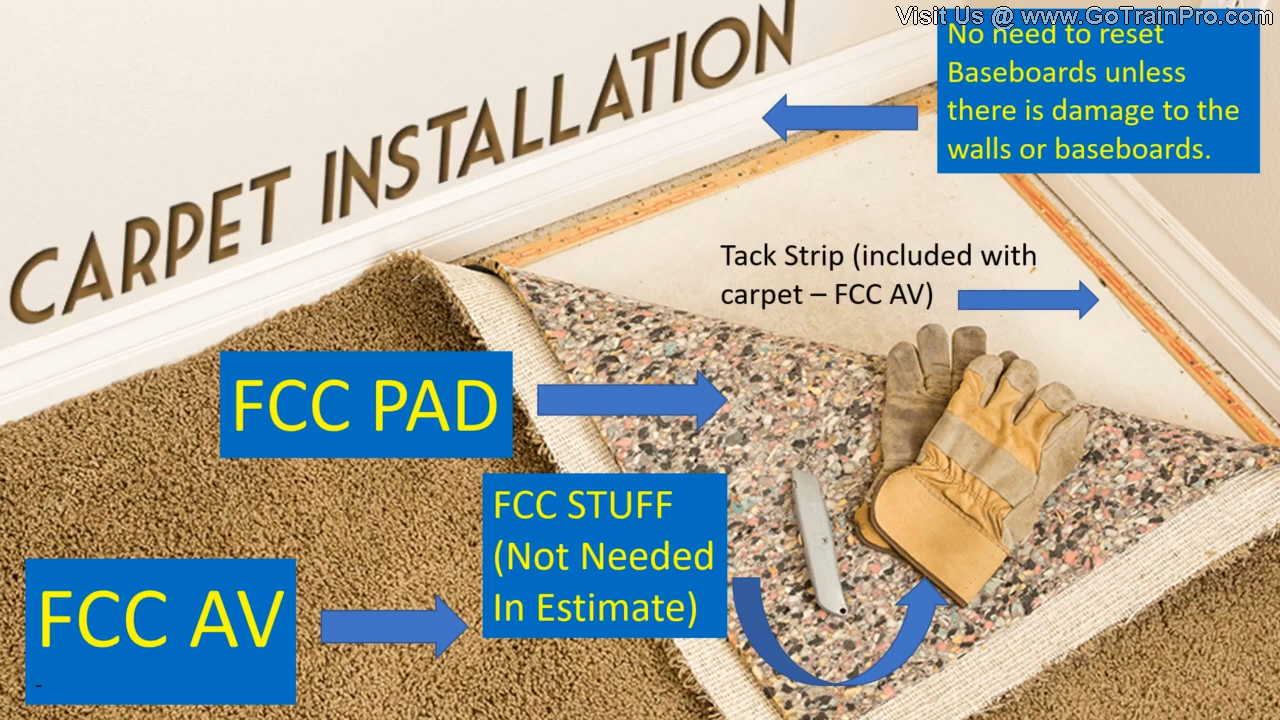 Visit Us @ www.GoTrainPro.com
CARPET INSTALLATION
No need to reset
Baseboards unless
there is damage to the
walls or baseboards.
Tack Strip (included with
carpet – FCC AV)
FCC PAD
FCC STUFF
(Not Needed
In Estimate)
FCC AV
-